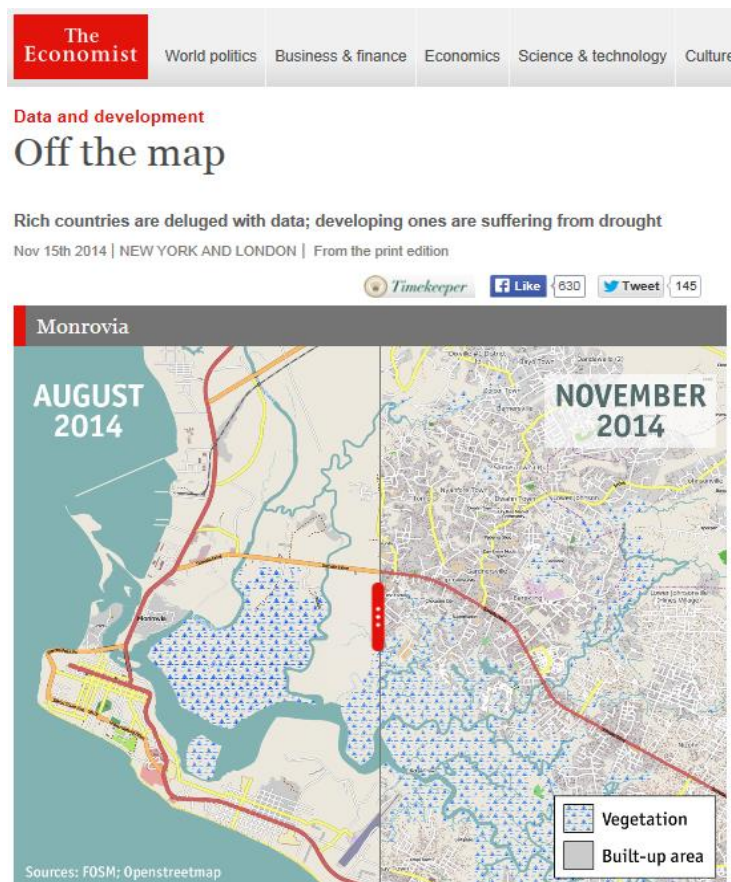 The
Economist
World politics
Business & finance
Economics
Science & technology
Culture
Data and development
Off the map
Rich countries are deluged with data; developing ones are suffering from drought
Nov 15th 2014 | NEW YORK AND LONDON | From the print edition
Timekeeper
Like
630
Tweet
145
Monrovia
AUGUST
2014
NOVEMBER
2014
Monrovia
Vegetation
Built-up area
Sources: FOSM; Openstreetmap